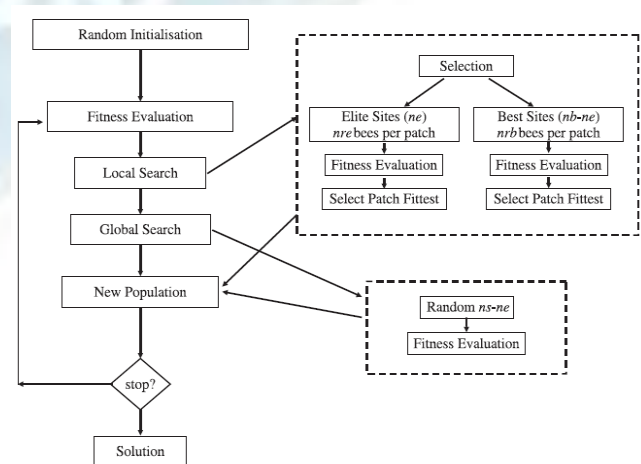 Random Initialisation
Fitness Evaluation
Local Search
Global Search
New Population
stop?
Solution
Selection
Elite Sites (ne)
nre bees per patch
Fitness Evaluation
Select Patch Fittest
Best Sites (nb-ne)
nrb bees per patch
Fitness Evaluation
Select Patch Fittest
Random ns-ne
Fitness Evaluation